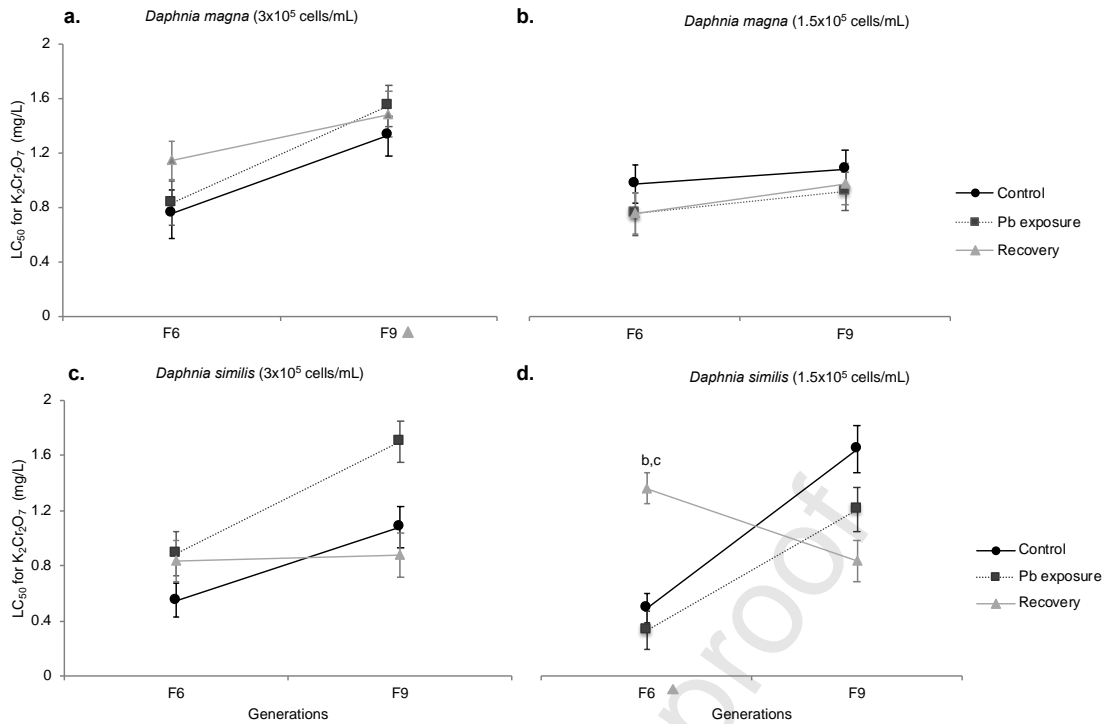 a.
Daphnia magna (3x10⁵ cells/mL)
b.
Daphnia magna (1.5x10⁵ cells/mL)
LC₅₀ for K₂Cr₂O₇ (mg/L)
2
1.6
1.2
0.8
0.4
0
F6
F9
F6
F9
Control
Pb exposure
Recovery
c.
Daphnia similis (3x10⁵ cells/mL)
d.
Daphnia similis (1.5x10⁵ cells/mL)
LC₅₀ for K₂Cr₂O₇ (mg/L)
2
1.6
1.2
0.8
0.4
0
b,c
F6
F9
F6
F9
Generations
Generations
Control
Pb exposure
Recovery
proof